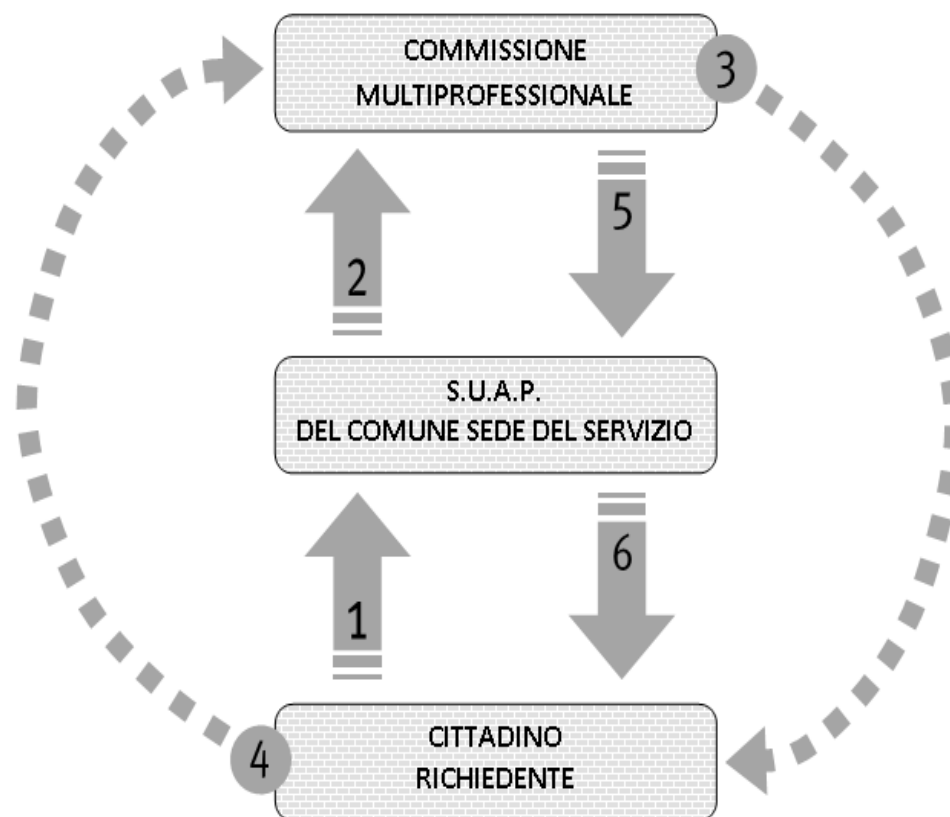 COMMISSIONE
MULTIPROFESSIONALE
3
2
5
S.U.A.P.
DEL COMUNE SEDE DEL SERVIZIO
1
6
4
CITTADINO
RICHIEDENTE